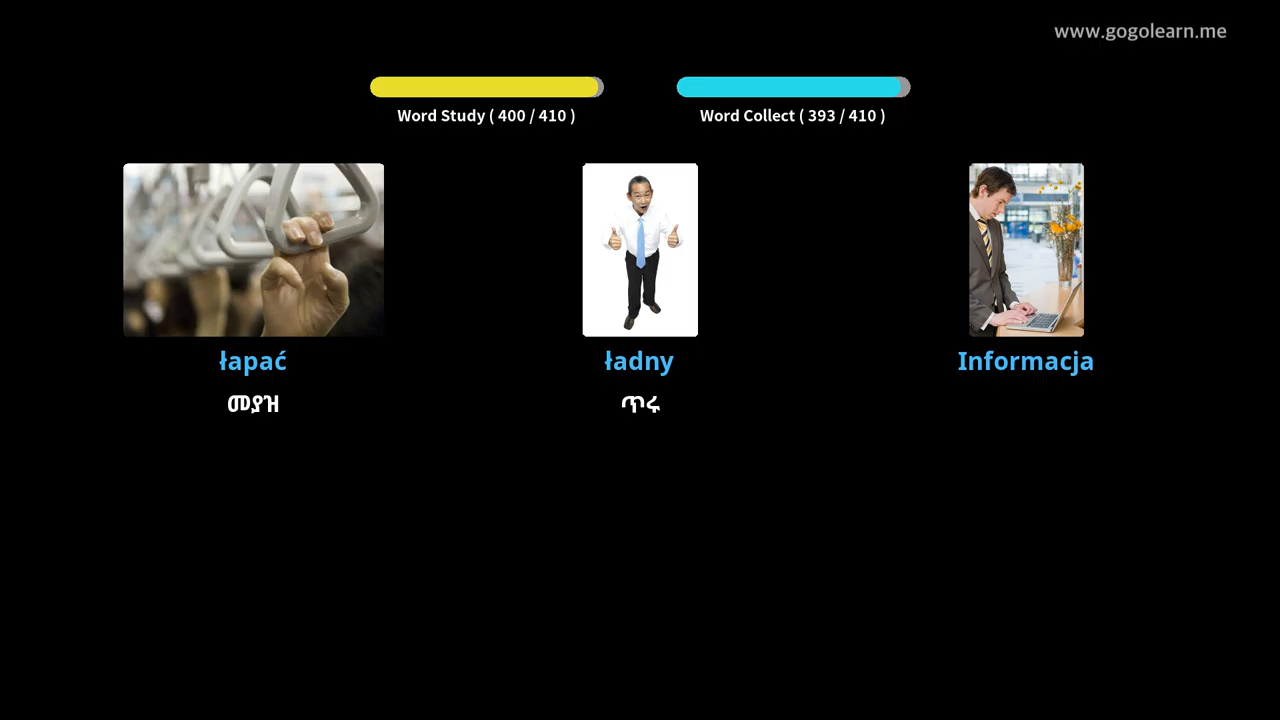 www.gogolearn.me
Word Study ( 400 / 410 )
Word Collect ( 393 / 410 )
łapać
ładny
Informacja
መያዝ
ጥሩ